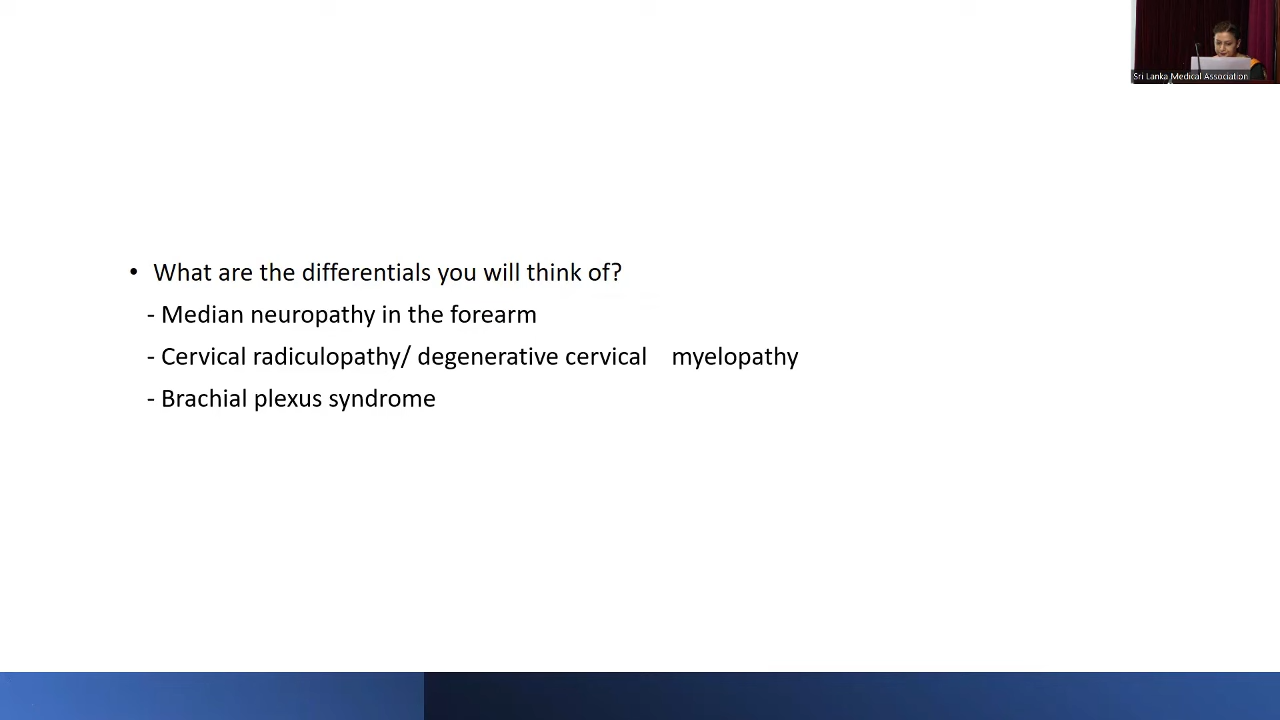 Sri Lanka Medical Association
• What are the differentials you will think of?
- Median neuropathy in the forearm
- Cervical radiculopathy/ degenerative cervical myelopathy
- Brachial plexus syndrome